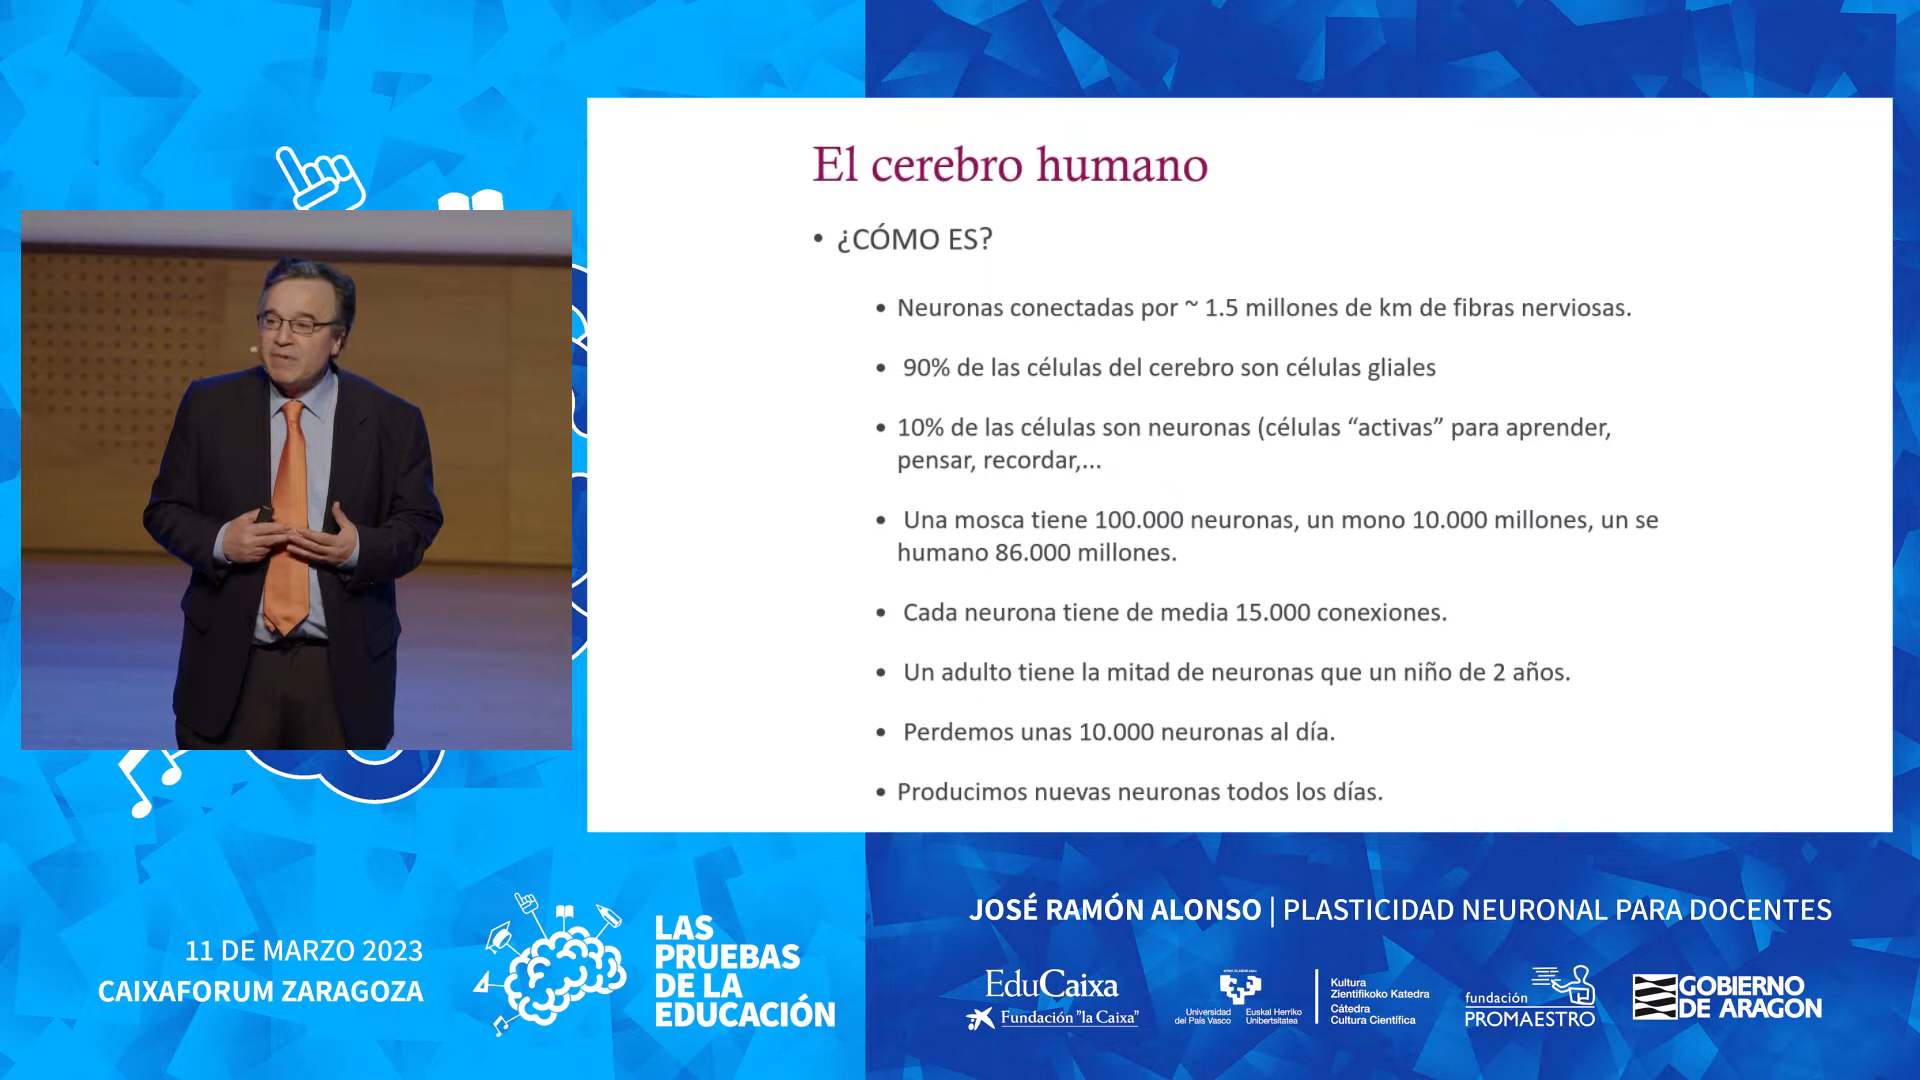 El cerebro humano
• ¿CÓMO ES?
• Neuronas conectadas por ~ 1.5 millones de km de fibras nerviosas.
• 90% de las células del cerebro son células gliales
• 10% de las células son neuronas (células “activas” para aprender,
pensar, recordar,...
• Una mosca tiene 100.000 neuronas, un mono 10.000 millones, un se
humano 86.000 millones.
• Cada neurona tiene de media 15.000 conexiones.
• Un adulto tiene la mitad de neuronas que un niño de 2 años.
• Perdemos unas 10.000 neuronas al día.
• Producimos nuevas neuronas todos los días.
11 DE MARZO 2023
CAIXAFORUM ZARAGOZA
LAS
PRUEBAS
DE LA
EDUCACIÓN
JOSÉ RAMÓN ALONSO | PLASTICIDAD NEURONAL PARA DOCENTES
EduCaixa
Fundación "la Caixa"
Universidad
del País Vasco
Euskal Herriko
Unibertsitatea
Kultura
Zientifikoko Katedra
Cátedra
Cultura Científica
fundación
PROMAESTRO
GOBIERNO
DE ARAGON